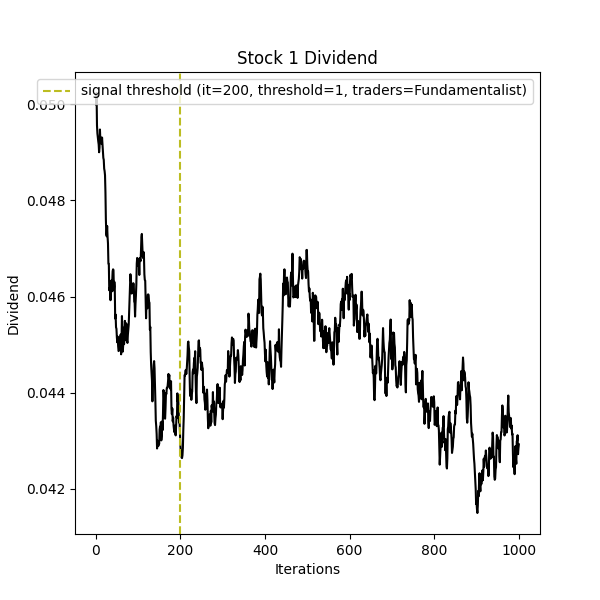 Stock 1 Dividend
signal threshold (it=200, threshold=1, traders=Fundamentalist)
0.050
0.048
0.046
0.044
0.042
Dividend
0 200 400 600 800 1000
Iterations